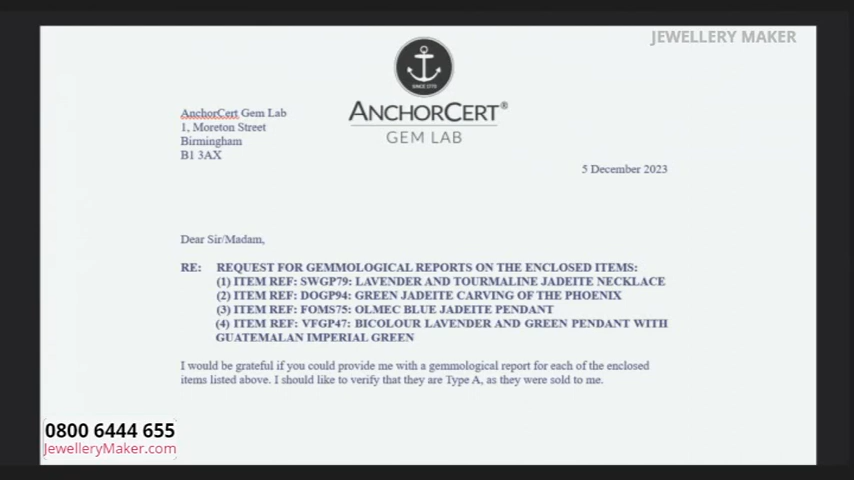 JEWELLERY MAKER
SINCE 1773
ANCHORCERT®
GEM LAB
AnchorCert Gem Lab
1, Moreton Street
Birmingham
B1 3AX
5 December 2023
Dear Sir/Madam,
RE: REQUEST FOR GEMMOLOGICAL REPORTS ON THE ENCLOSED ITEMS:
(1) ITEM REF: SWGP79: LAVENDER AND TOURMALINE JADEITE NECKLACE
(2) ITEM REF: DOGP94: GREEN JADEITE CARVING OF THE PHOENIX
(3) ITEM REF: FOMS75: OLMEC BLUE JADEITE PENDANT
(4) ITEM REF: VFGP47: BICOLOUR LAVENDER AND GREEN PENDANT WITH
GUATEMALAN IMPERIAL GREEN
I would be grateful if you could provide me with a gemmological report for each of the enclosed
items listed above. I should like to verify that they are Type A, as they were sold to me.
0800 6444 655
JewelleryMaker.com